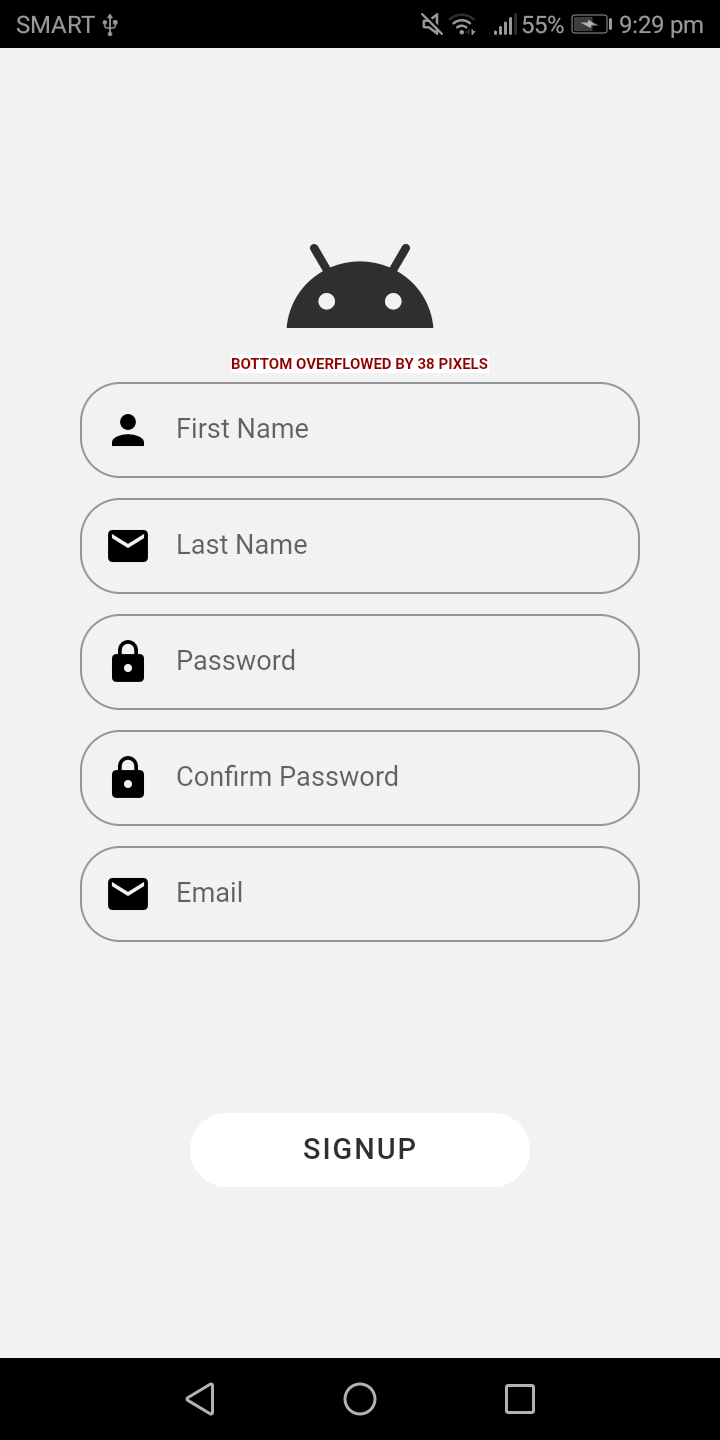 SMART 55% 9:29 pm
BOTTOM OVERFLOWED BY 38 PIXELS
First Name
Last Name
Password
Confirm Password
Email
SIGNUP